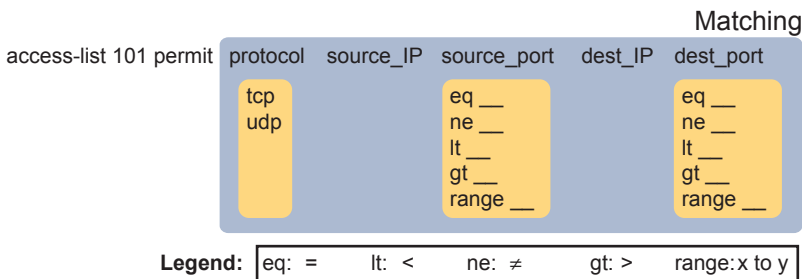 Matching
access-list 101 permit protocol source_IP source_port dest_IP dest_port
tcp eq __ eq __
udp ne __ ne __
lt __ lt __
gt __ gt __
range __ range __
Legend: eq: = lt: < ne: ≠ gt: > range: x to y